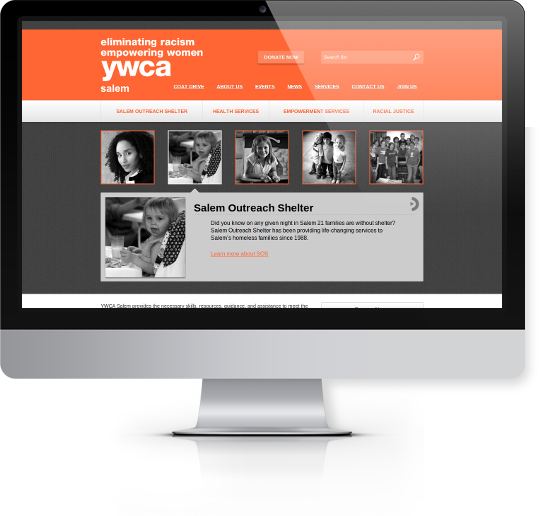 eliminating racism
empowering women
ywca
salem
DONATE NOW
Search for:
COAT DRIVE ABOUT US EVENTS NEWS SERVICES CONTACT US JOIN US
SALEM OUTREACH SHELTER HEALTH SERVICES EMPOWERMENT SERVICES RACIAL JUSTICE
Salem Outreach Shelter
Did you know on any given night in Salem 21 families are without shelter?
Salem Outreach Shelter has been providing life-changing services to
Salem's homeless families since 1968.
Learn more about SOS
YWCA Salem provides the necessary skills, resources, guidance, and assistance to meet the